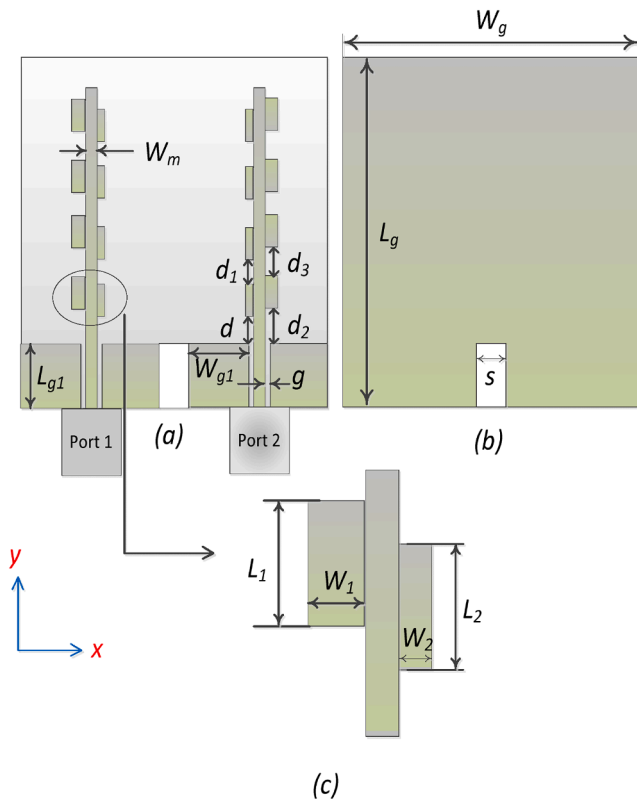 W_g
W_m
L_g
d_1 d_3
d d_2
L_g1 W_g1 g s
Port 1 (a) Port 2 (b)
L_1 W_1 L_2
W_2
y
x
(c)